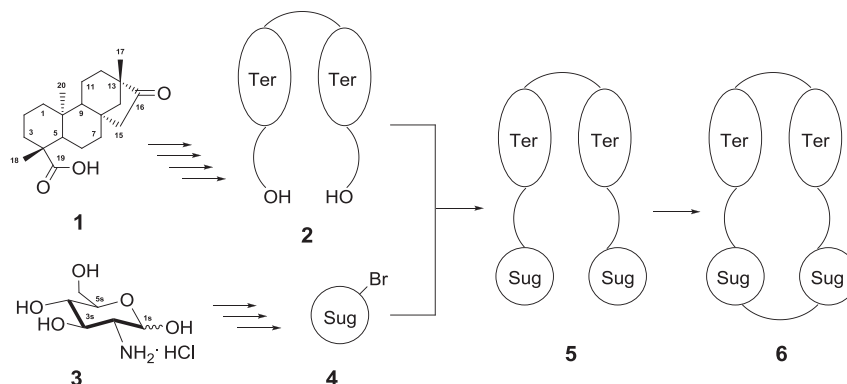 17
20
11
13
O
16
1
9
3
5
7
15
19
18
OH
O
1
Ter
Ter
OH
HO
2
OH
HO
5s
O
1s
HO
3s
OH
NH2· HCl
3
Br
Sug
4
Ter
Ter
Sug
Sug
5
Ter
Ter
Sug
Sug
6